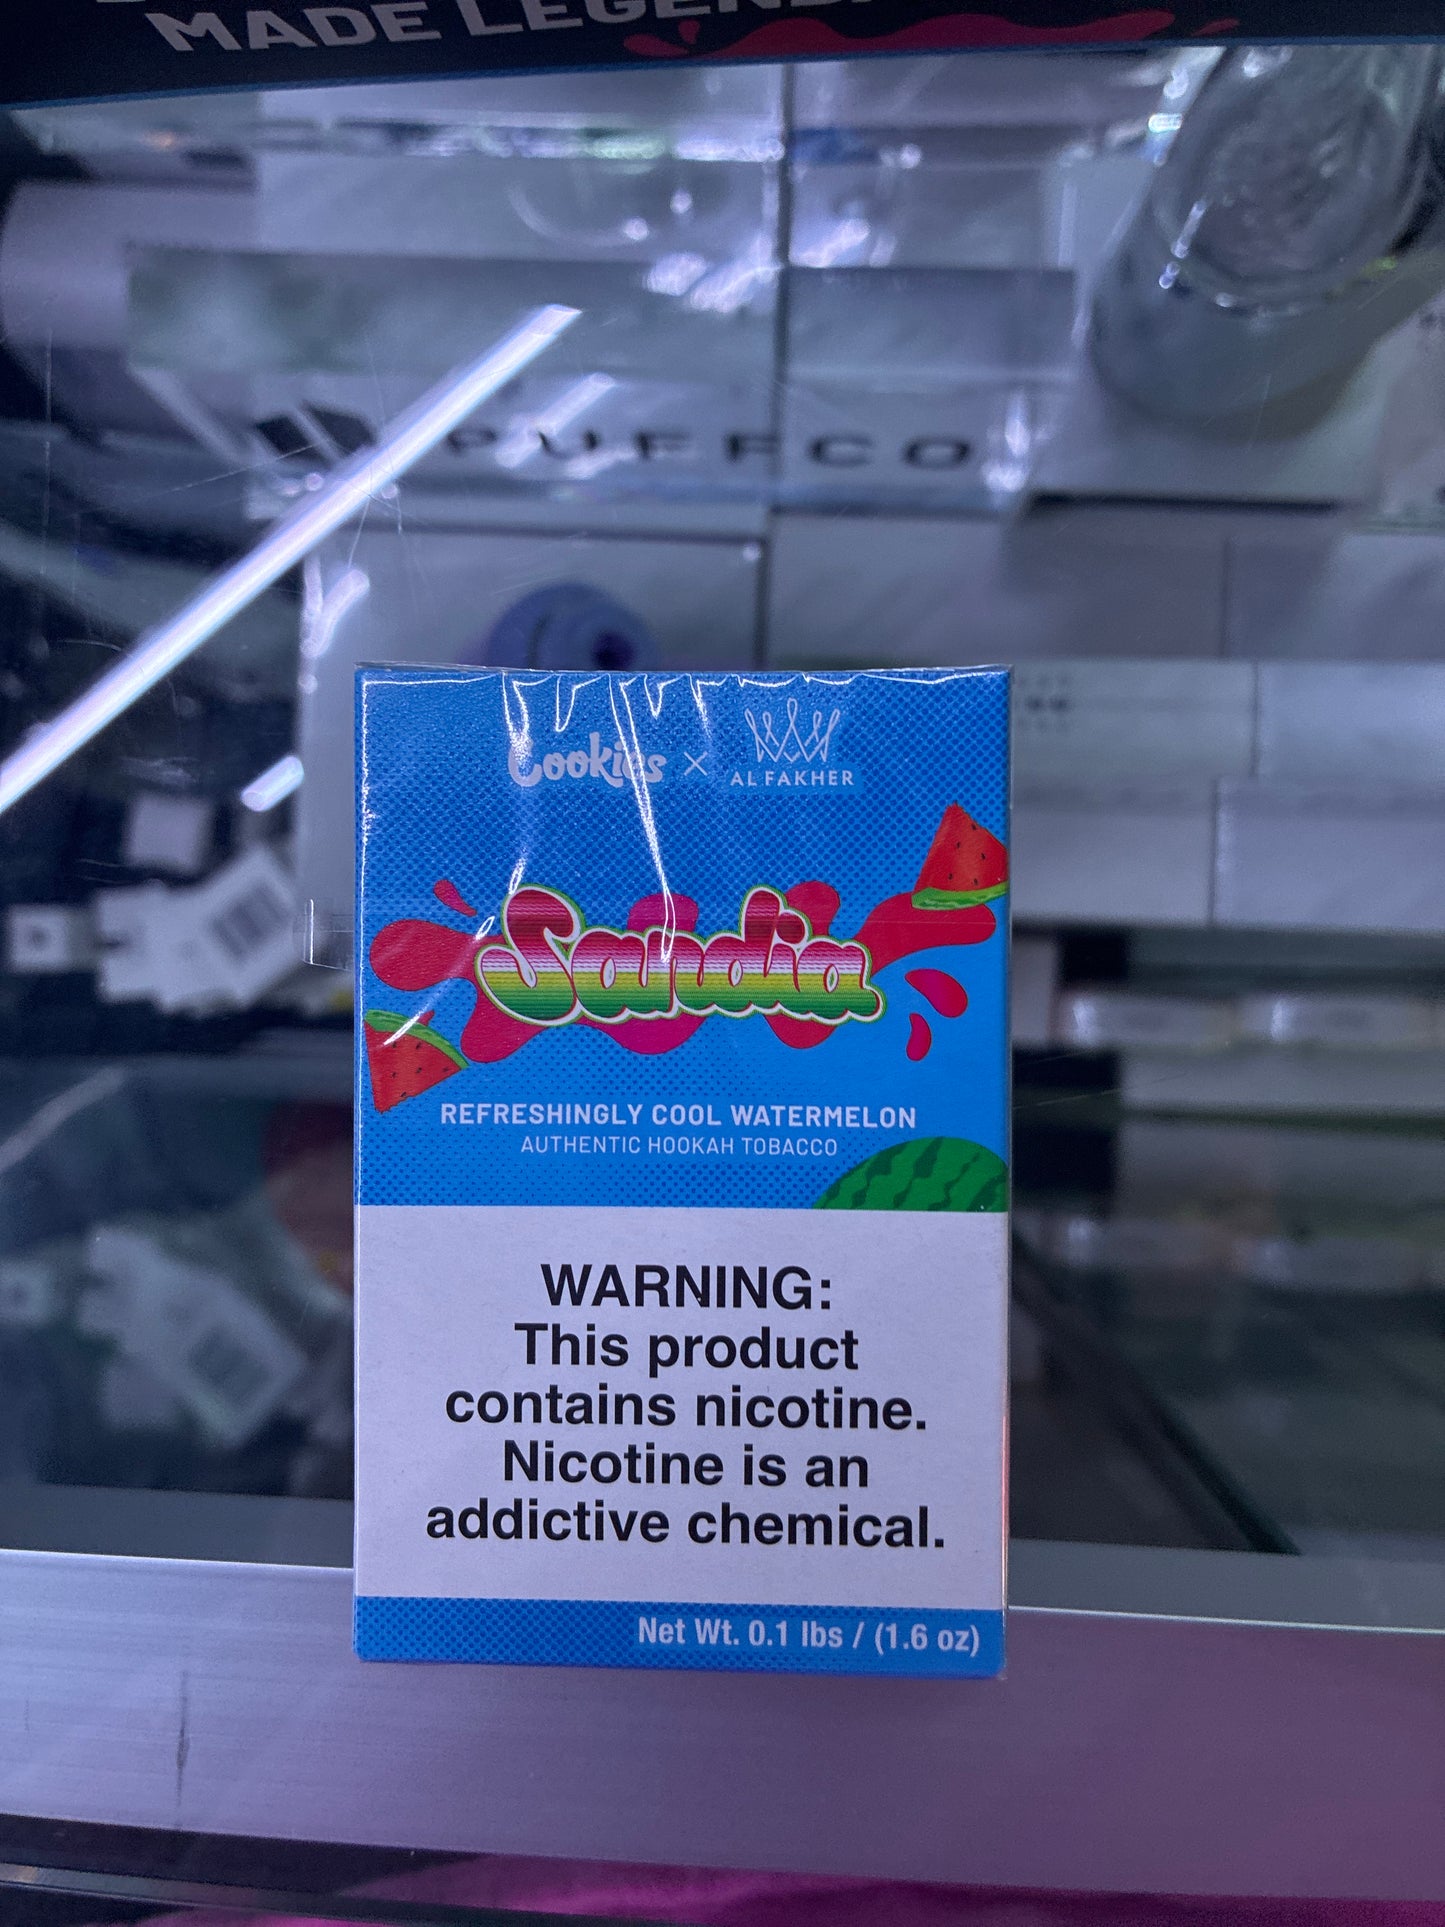 MADE LEGEND
PUFFCO
Cookies × AL FAKHER
Sandia
REFRESHINGLY COOL WATERMELON
AUTHENTIC HOOKAH TOBACCO
WARNING:
This product
contains nicotine.
Nicotine is an
addictive chemical.
Net Wt. 0.1 lbs / (1.6 oz)